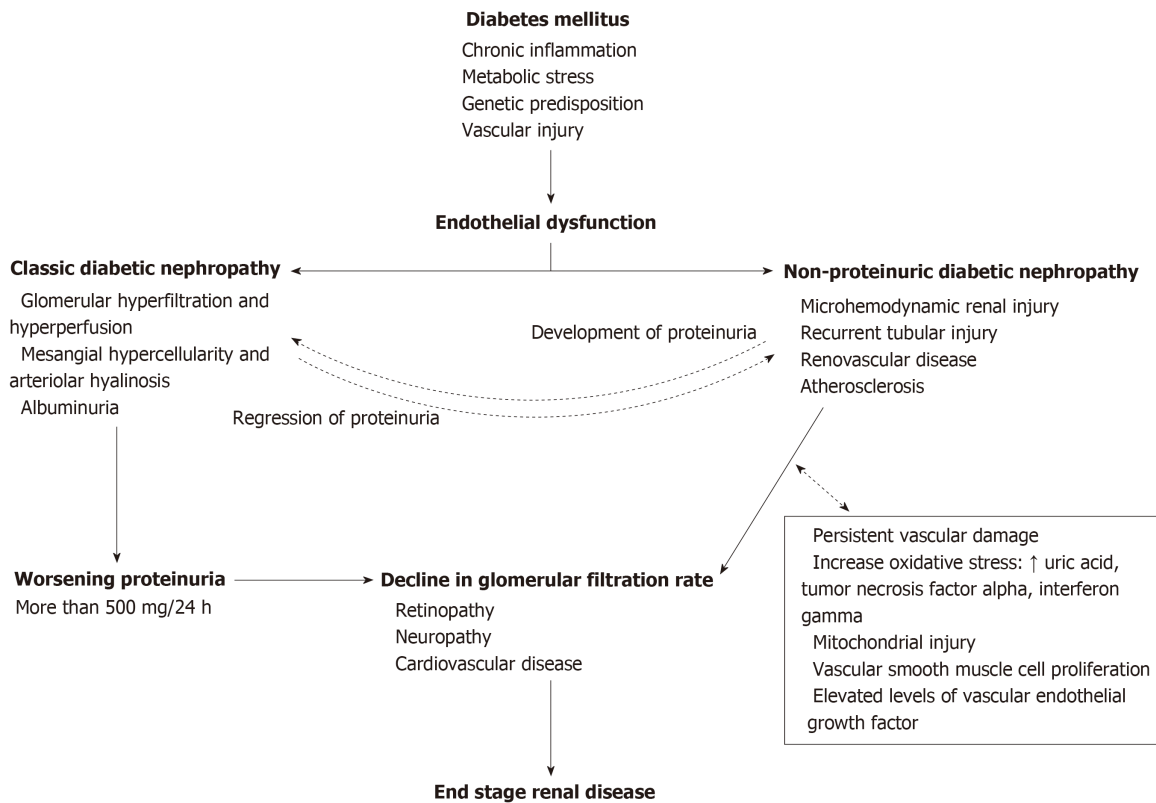 Diabetes mellitus
Chronic inflammation
Metabolic stress
Genetic predisposition
Vascular injury
Endothelial dysfunction
Classic diabetic nephropathy
Glomerular hyperfiltration and
hyperperfusion
Mesangial hypercellularity and
arteriolar hyalinosis
Albuminuria
Non-proteinuric diabetic nephropathy
Microhemodynamic renal injury
Recurrent tubular injury
Renovascular disease
Atherosclerosis
Development of proteinuria
Regression of proteinuria
Worsening proteinuria
More than 500 mg/24 h
Decline in glomerular filtration rate
Retinopathy
Neuropathy
Cardiovascular disease
Persistent vascular damage
Increase oxidative stress: ↑ uric acid,
tumor necrosis factor alpha, interferon
gamma
Mitochondrial injury
Vascular smooth muscle cell proliferation
Elevated levels of vascular endothelial
growth factor
End stage renal disease